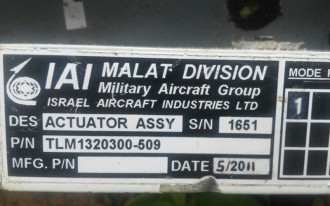 IAI MALAT DIVISION
Military Aircraft Group
ISRAEL AIRCRAFT INDUSTRIES LTD
DES ACTUATOR ASSY S/N 1651
P/N TLM1320300-509
MFG. P/N DATE 5/2011
MODE
1